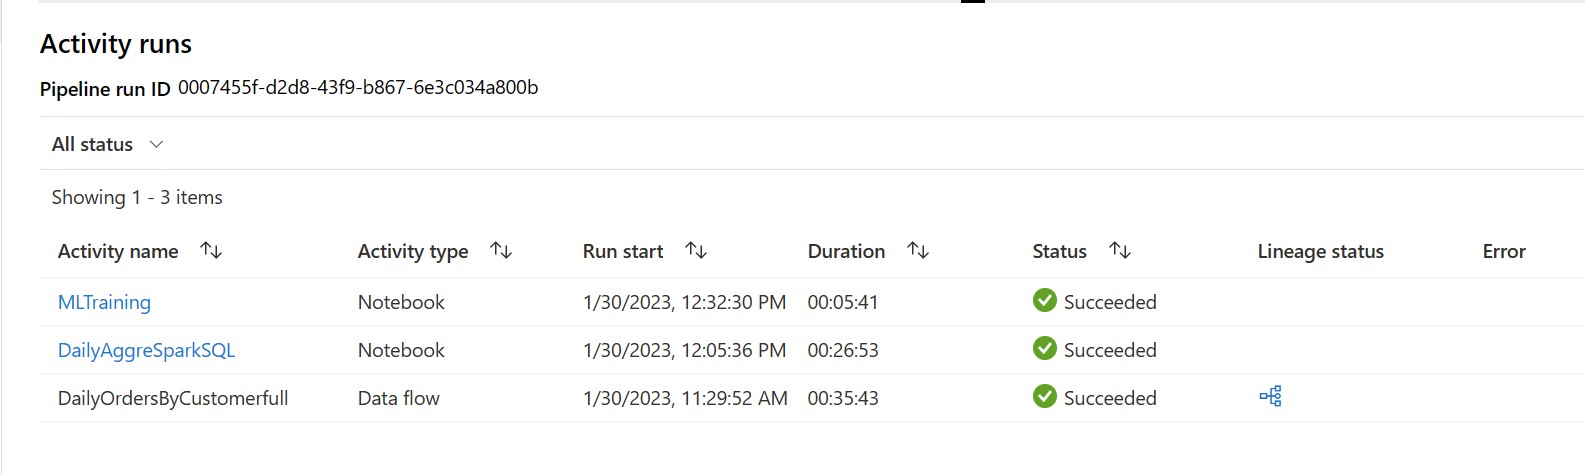 Activity runs
Pipeline run ID 0007455f-d2d8-43f9-b867-6e3c034a800b
All status
Showing 1 - 3 items
Activity name Activity type Run start Duration Status Lineage status Error
MLTraining Notebook 1/30/2023, 12:32:30 PM 00:05:41 Succeeded
DailyAggreSparkSQL Notebook 1/30/2023, 12:05:36 PM 00:26:53 Succeeded
DailyOrdersByCustomerfull Data flow 1/30/2023, 11:29:52 AM 00:35:43 Succeeded